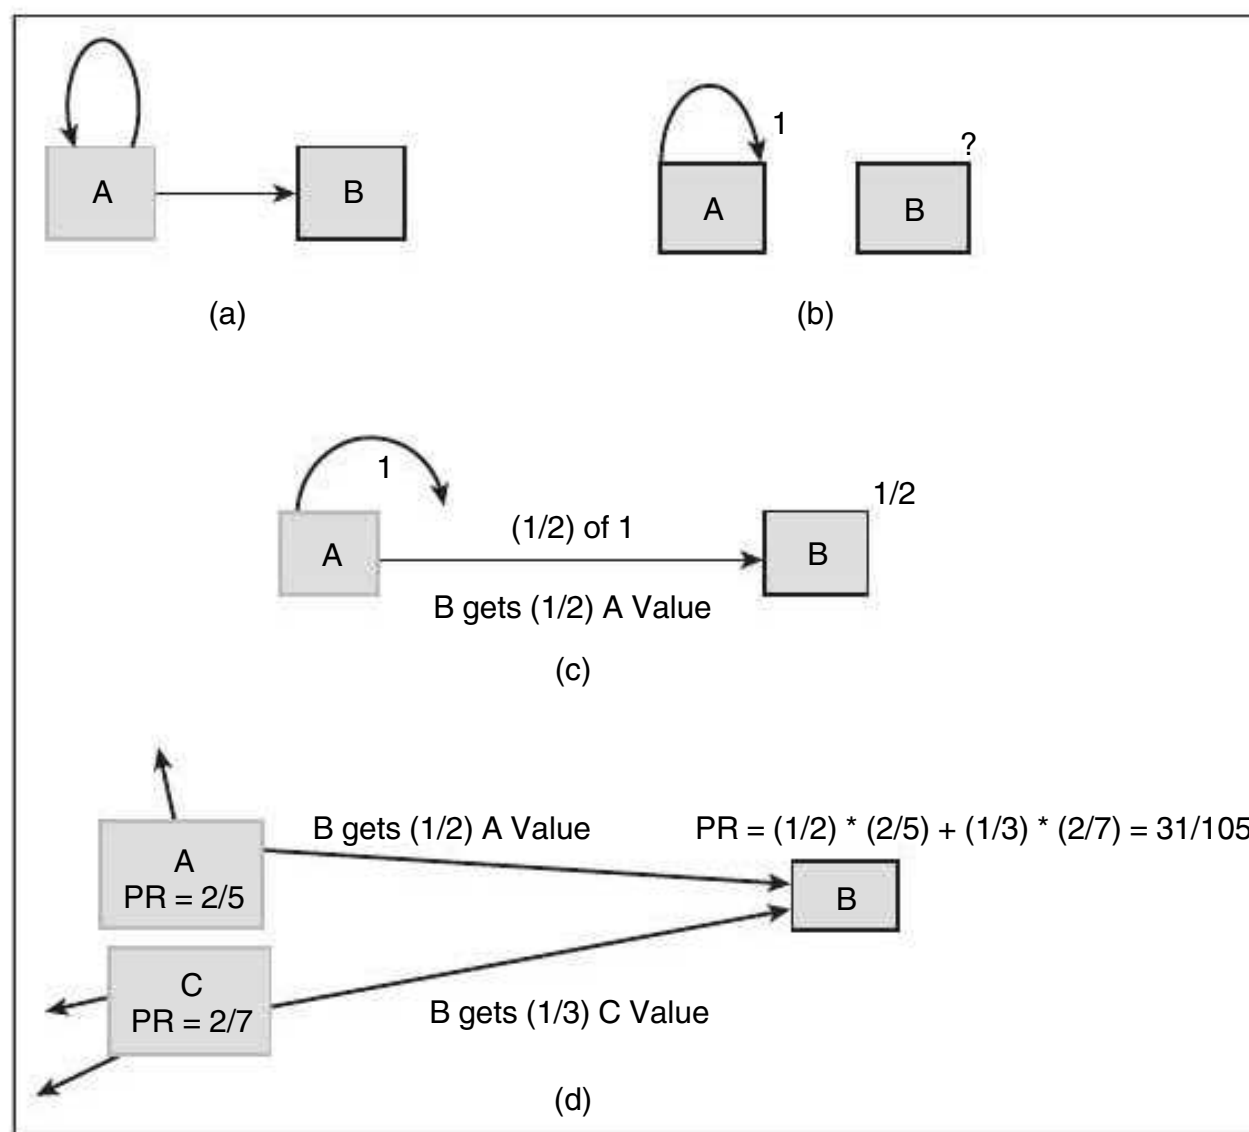 A
B
(a)
1
?
A
B
(b)
1
1/2
(1/2) of 1
A
B
B gets (1/2) A Value
(c)
B gets (1/2) A Value
PR = (1/2) * (2/5) + (1/3) * (2/7) = 31/105
A
PR = 2/5
B
C
PR = 2/7
B gets (1/3) C Value
(d)